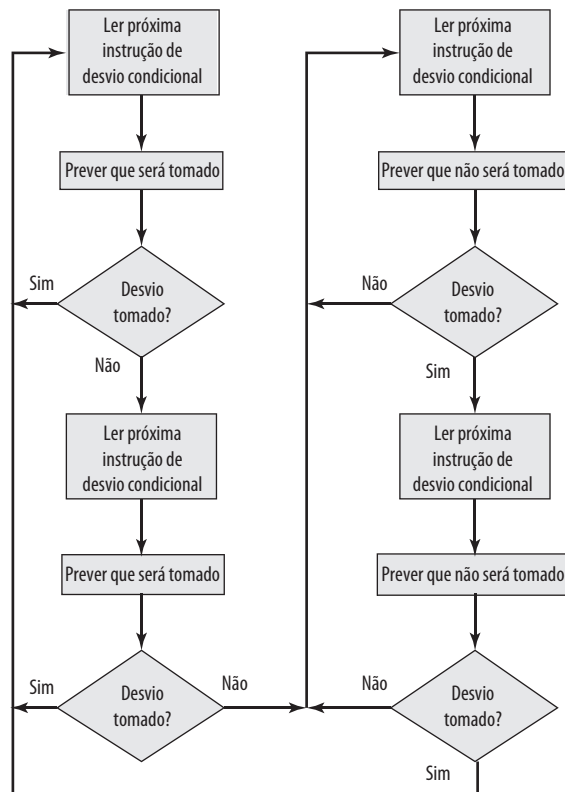 Ler próxima
instrução de
desvio condicional
Prever que será tomado
Sim
Desvio
tomado?
Não
Ler próxima
instrução de
desvio condicional
Prever que será tomado
Sim
Desvio
tomado?
Não
Ler próxima
instrução de
desvio condicional
Prever que não será tomado
Não
Desvio
tomado?
Sim
Ler próxima
instrução de
desvio condicional
Prever que não será tomado
Não
Desvio
tomado?
Sim